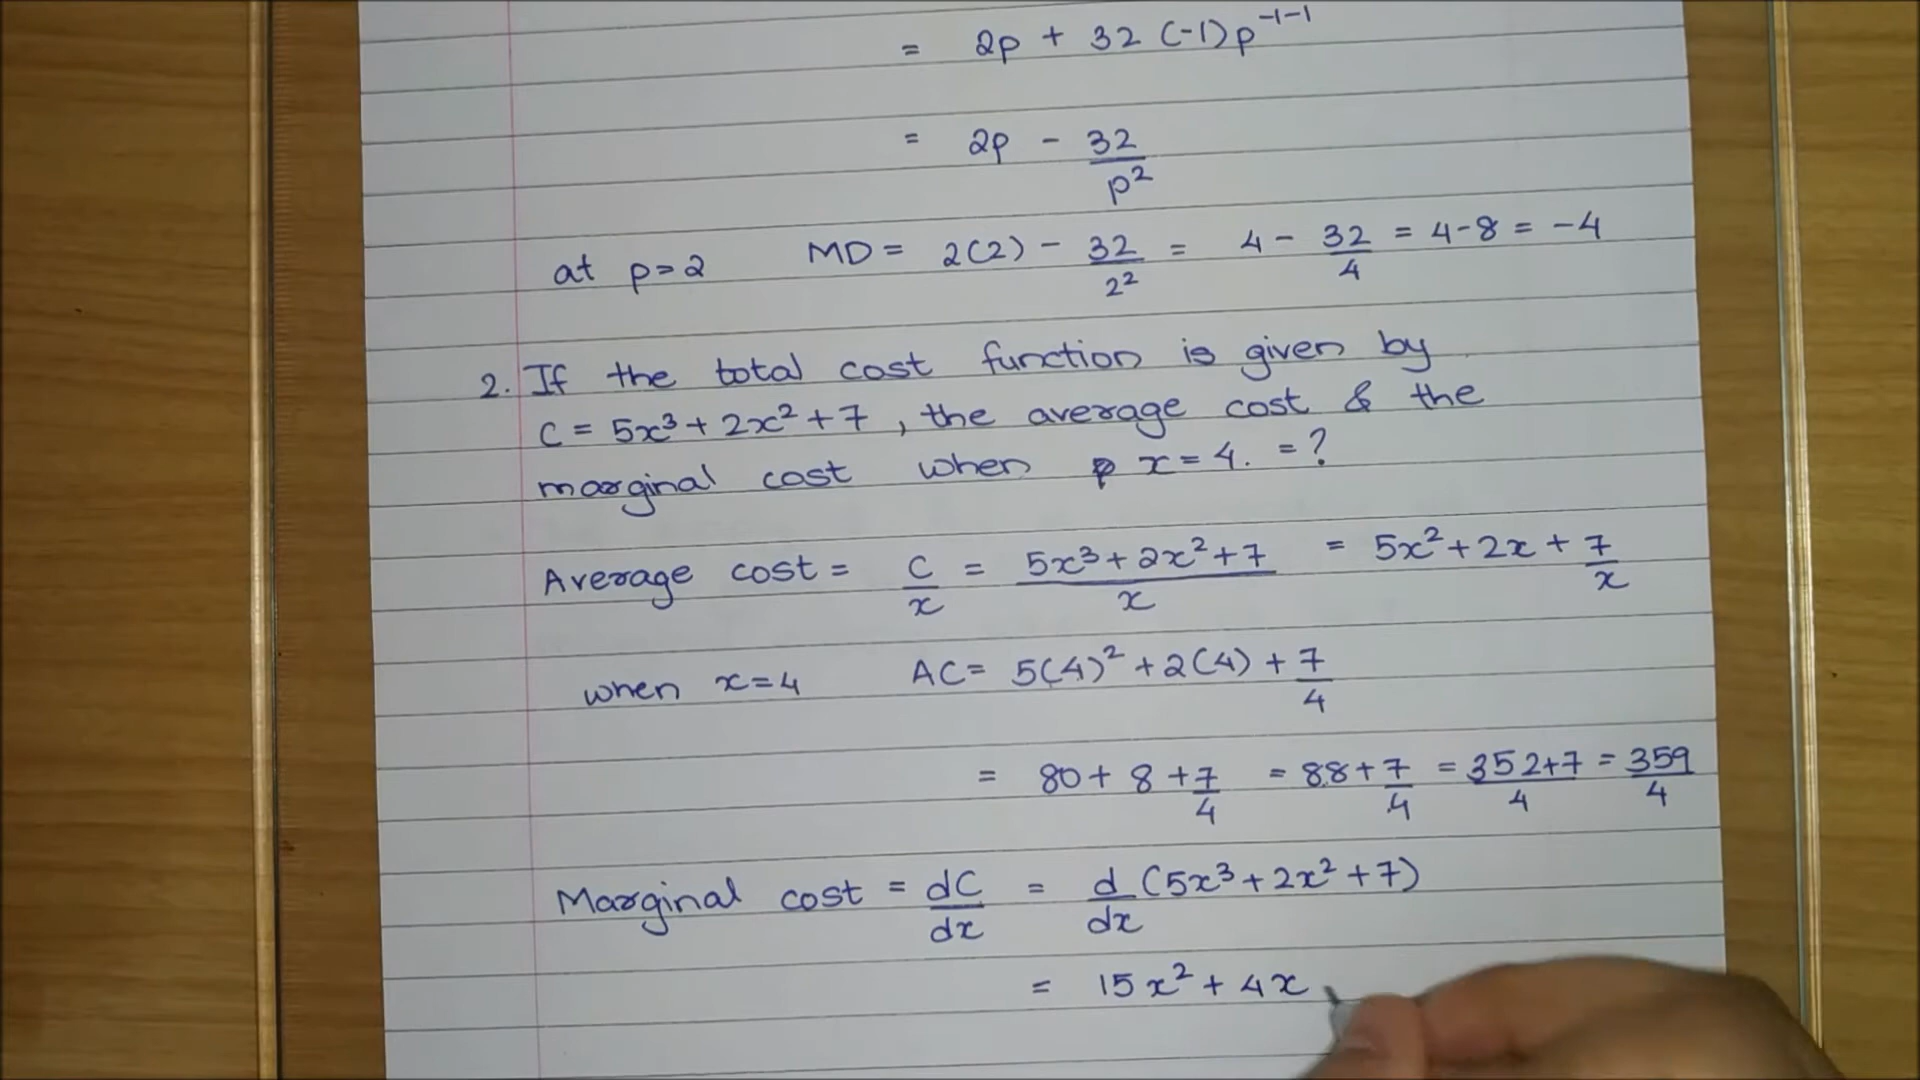 = 2p + 32 (-1) p^-1-1
= 2p - 32/p²
at p=2 MD = 2(2) - 32/2² = 4 - 32/4 = 4-8 = -4
2. If the total cost function is given by
C = 5x³ + 2x² + 7, the average cost & the
marginal cost when x = 4. = ?
Average cost = C/x = 5x³+2x²+7/x = 5x²+2x+7/x
when x=4 AC = 5(4)² + 2(4) + 7/4
= 80 + 8 + 7/4 = 88 + 7/4 = 352+7/4 = 359/4
Marginal cost = dC/dx = d/dx (5x³ + 2x² + 7)
= 15x² + 4x